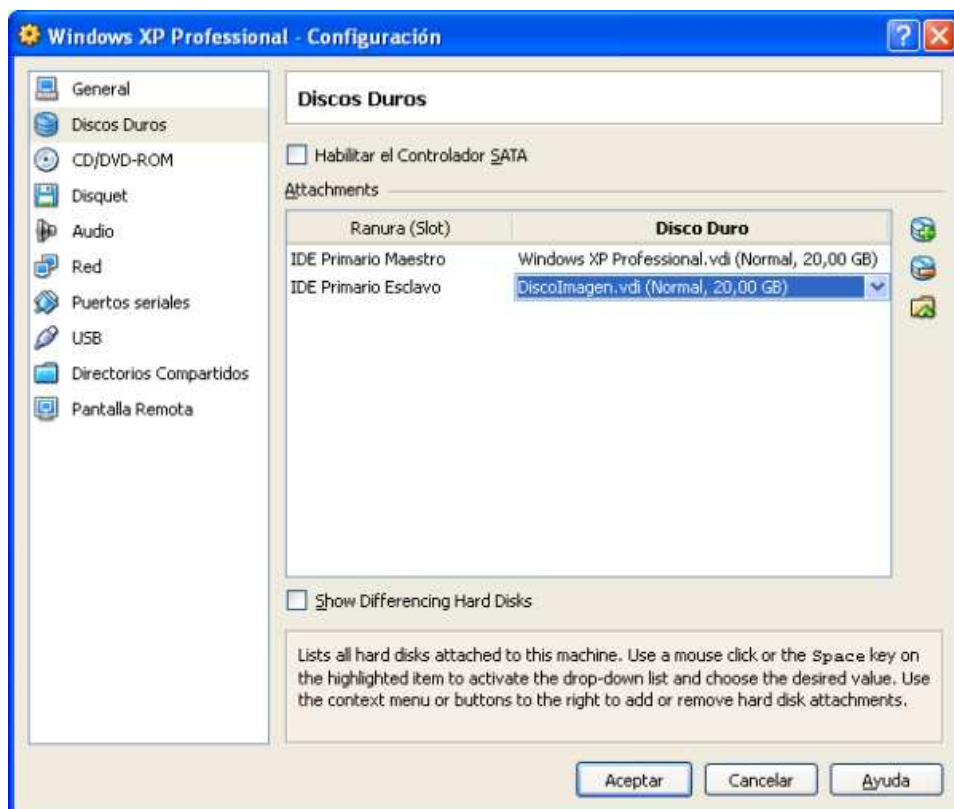 Windows XP Professional - Configuración
General
Discos Duros
CD/DVD-ROM
Disquet
Audio
Red
Puertos seriales
USB
Directorios Compartidos
Pantalla Remota
Discos Duros
Habilitar el Controlador SATA
Attachments
Ranura (Slot) Disco Duro
IDE Primario Maestro Windows XP Professional.vdi (Normal, 20,00 GB)
IDE Primario Esclavo DiscoImagen.vdi (Normal, 20,00 GB)
Show Differencing Hard Disks
Lists all hard disks attached to this machine. Use a mouse click or the Space key on
the highlighted item to activate the drop-down list and choose the desired value. Use
the context menu or buttons to the right to add or remove hard disk attachments.
Aceptar Cancelar Ayuda